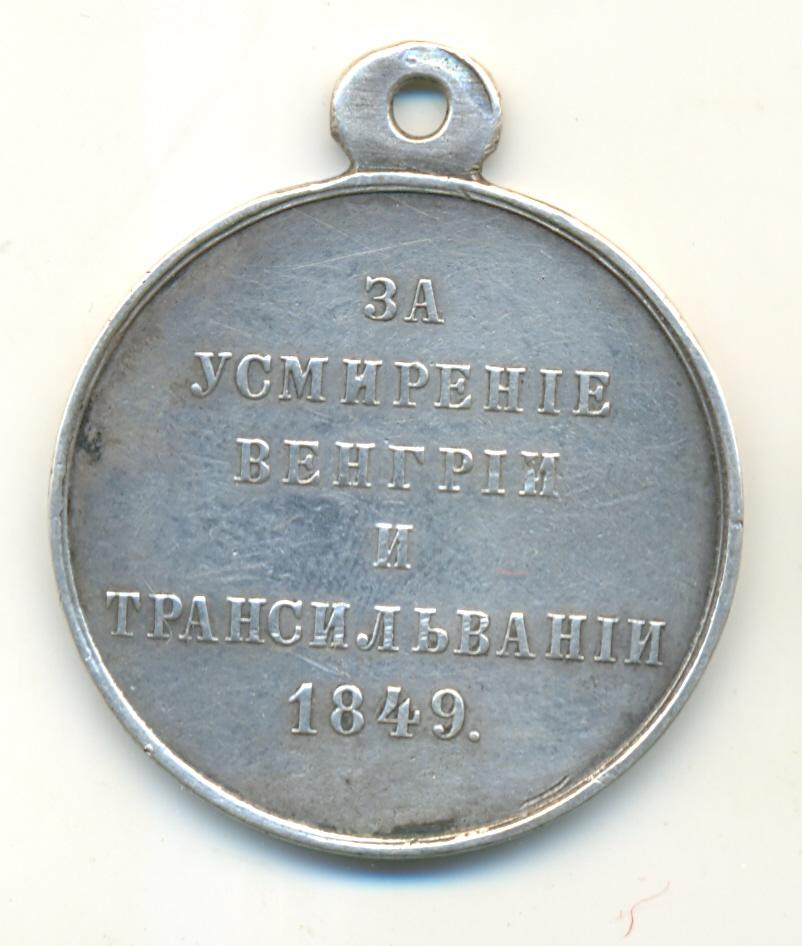 ЗА
УСМИРЕНІЕ
ВЕНГРІИ
И
ТРАНСИЛЬВАНІИ
1849.